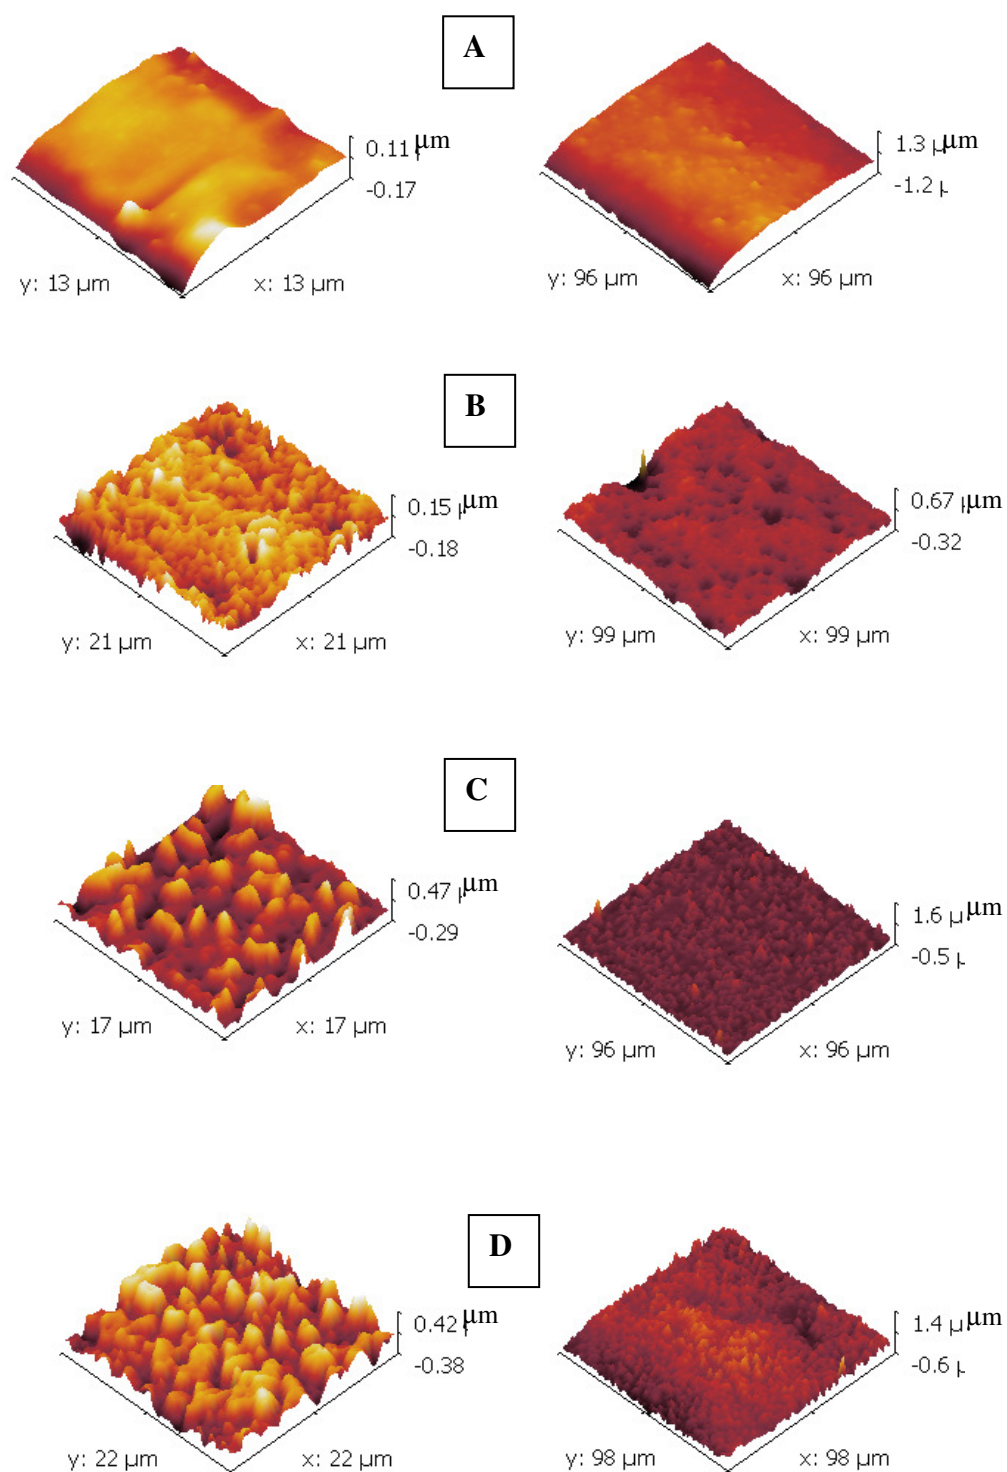 A
0.11 µm
-0.17
y: 13 µm
x: 13 µm
1.3 µm
-1.2 µ
y: 96 µm
x: 96 µm
B
0.15 µm
-0.18
y: 21 µm
x: 21 µm
0.67 µm
-0.32
y: 99 µm
x: 99 µm
C
0.47 µm
-0.29
y: 17 µm
x: 17 µm
1.6 µm
-0.5 µ
y: 96 µm
x: 96 µm
D
0.42 µm
-0.38
y: 22 µm
x: 22 µm
1.4 µm
-0.6 µ
y: 98 µm
x: 98 µm